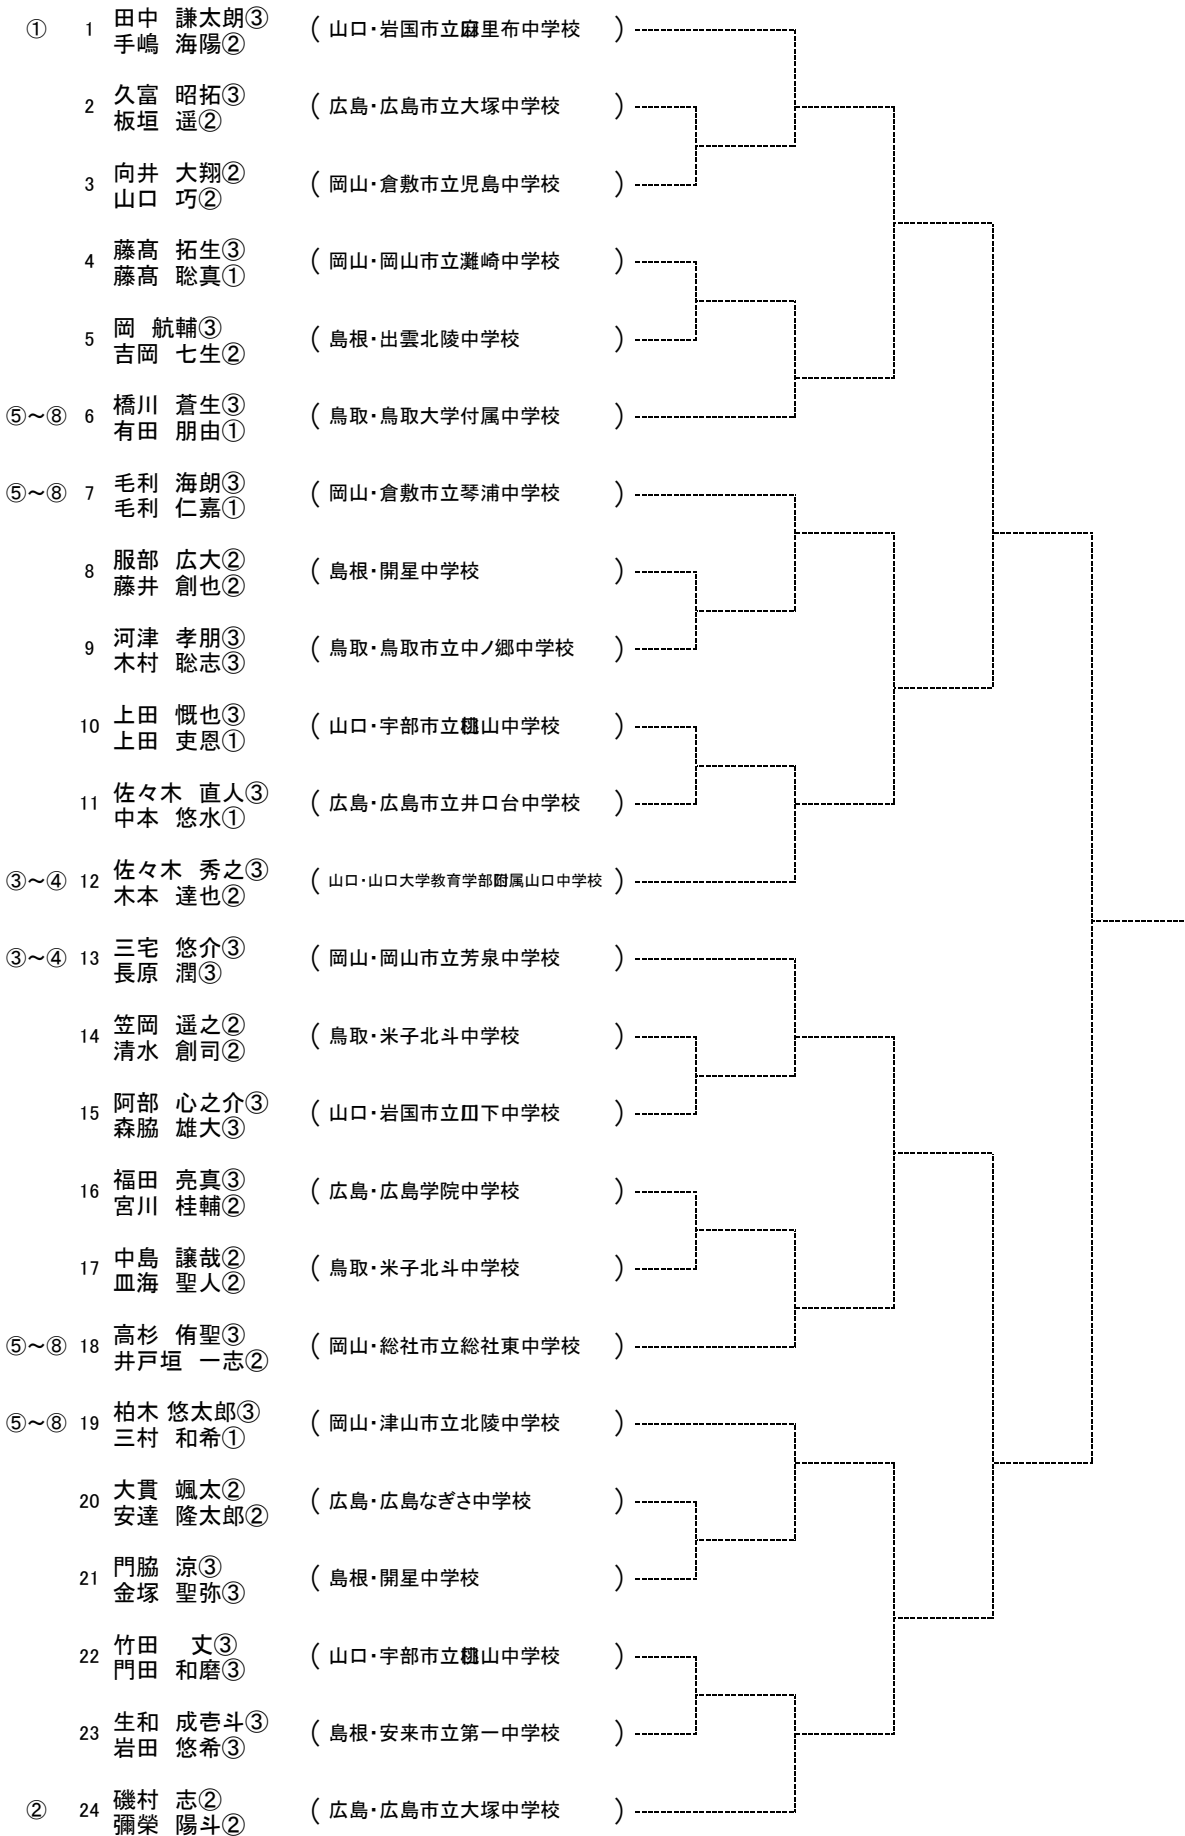 ① 1 田中 謙太朗③ ( 山口・岩国市立麻里布中学校 )
手嶋 海陽②
2 久富 昭拓③ ( 広島・広島市立大塚中学校 )
板垣 遥②
3 向井 大翔② ( 岡山・倉敷市立児島中学校 )
山口 巧②
4 藤髙 拓生③ ( 岡山・岡山市立灘崎中学校 )
藤髙 聡真①
5 岡 航輔③ ( 島根・出雲北陵中学校 )
吉岡 七生②
⑤～⑧ 6 橋川 蒼生③ ( 鳥取・鳥取大学付属中学校 )
有田 朋由①
⑤～⑧ 7 毛利 海朗③ ( 岡山・倉敷市立琴浦中学校 )
毛利 仁嘉①
8 服部 広大② ( 島根・開星中学校 )
藤井 創也②
9 河津 孝朋③ ( 鳥取・鳥取市立中ノ郷中学校 )
木村 聡志③
10 上田 慨也③ ( 山口・宇部市立桃山中学校 )
上田 吏恩①
11 佐々木 直人③ ( 広島・広島市立井口台中学校 )
中本 悠水①
③～④ 12 佐々木 秀之③ ( 山口・山口大学教育学部附属山口中学校 )
木本 達也②
③～④ 13 三宅 悠介③ ( 岡山・岡山市立芳泉中学校 )
長原 潤③
14 笠岡 遥之② ( 鳥取・米子北斗中学校 )
清水 創司②
15 阿部 心之介③ ( 山口・岩国市立川下中学校 )
森脇 雄大③
16 福田 亮真③ ( 広島・広島学院中学校 )
宮川 桂輔②
17 中島 譲哉② ( 鳥取・米子北斗中学校 )
皿海 聖人②
⑤～⑧ 18 高杉 侑聖③ ( 岡山・総社市立総社東中学校 )
井戸垣 一志②
⑤～⑧ 19 柏木 悠太郎③ ( 岡山・津山市立北陵中学校 )
三村 和希①
20 大貫 颯太② ( 広島・広島なぎさ中学校 )
安達 隆太郎②
21 門脇 涼③ ( 島根・開星中学校 )
金塚 聖弥③
22 竹田 丈③ ( 山口・宇部市立桃山中学校 )
門田 和磨③
23 生和 成壱斗③ ( 島根・安来市立第一中学校 )
岩田 悠希③
② 24 磯村 志② ( 広島・広島市立大塚中学校 )
彌榮 陽斗②